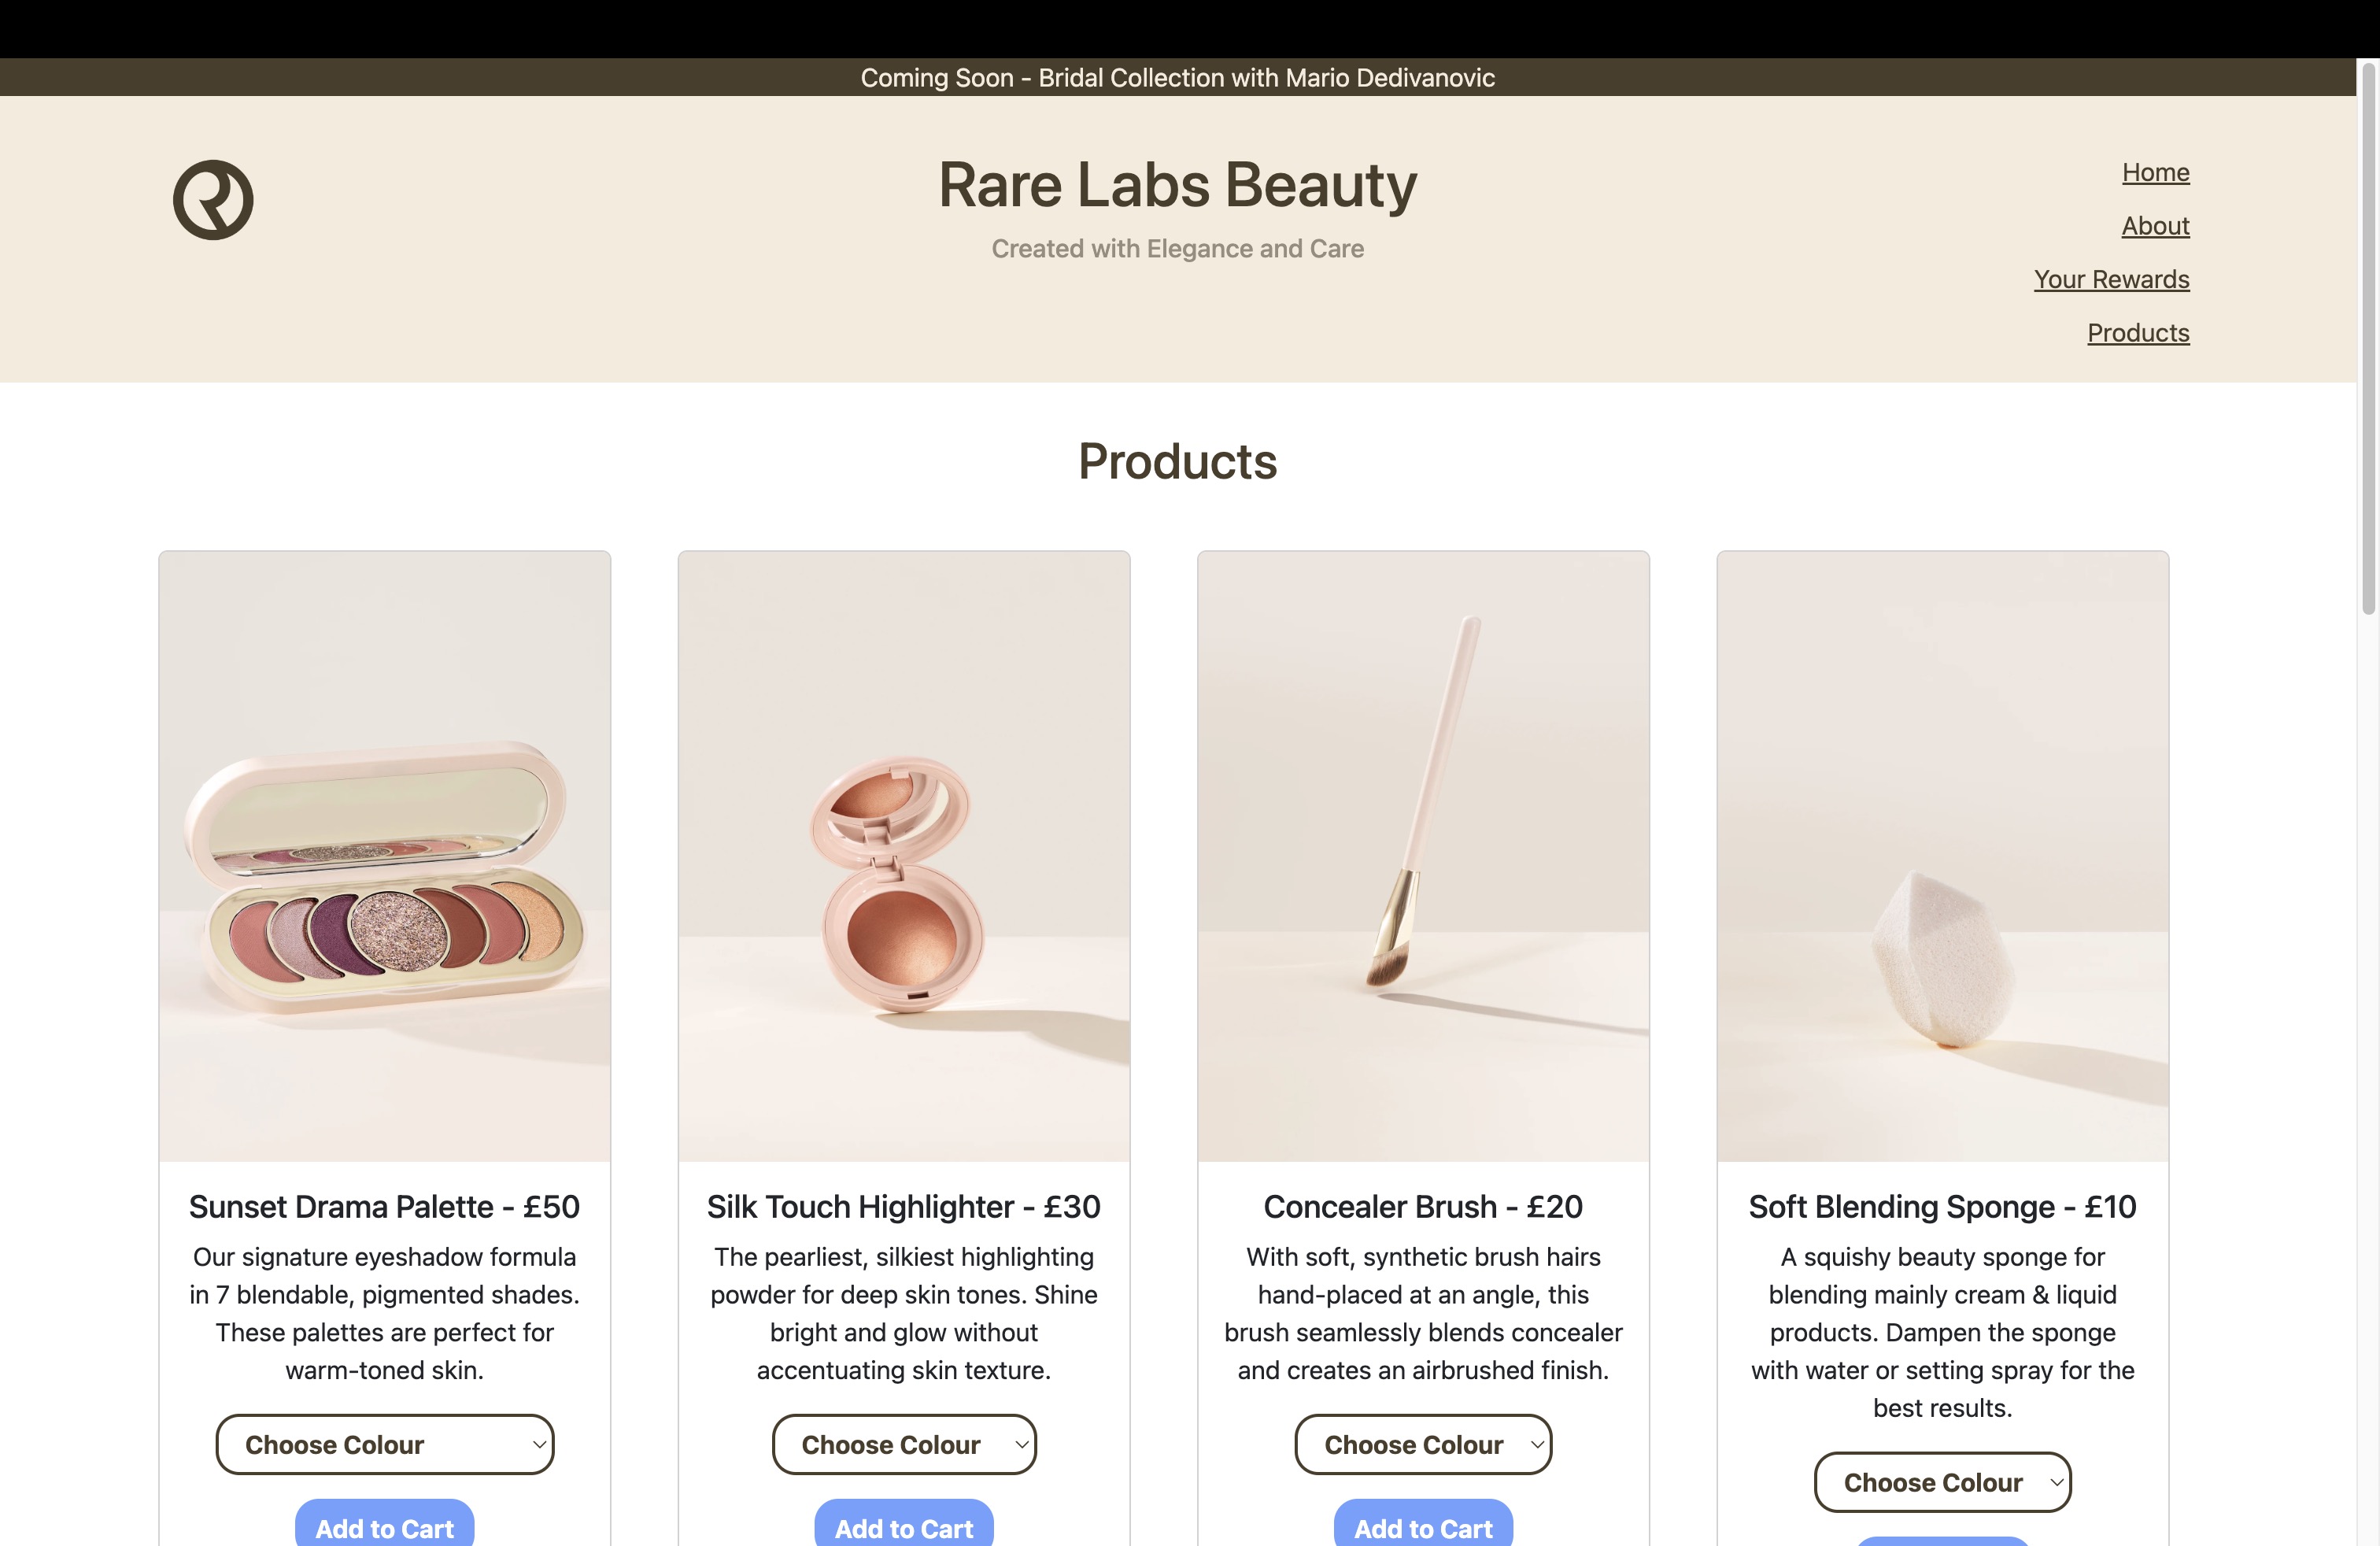 Coming Soon - Bridal Collection with Mario Dedivanovic
Rare Labs Beauty
Created with Elegance and Care
Home
About
Your Rewards
Products
Products
Sunset Drama Palette - £50
Our signature eyeshadow formula
in 7 blendable, pigmented shades.
These palettes are perfect for
warm-toned skin.
Choose Colour
Add to Cart
Silk Touch Highlighter - £30
The pearliest, silkiest highlighting
powder for deep skin tones. Shine
bright and glow without
accentuating skin texture.
Choose Colour
Add to Cart
Concealer Brush - £20
With soft, synthetic brush hairs
hand-placed at an angle, this
brush seamlessly blends concealer
and creates an airbrushed finish.
Choose Colour
Add to Cart
Soft Blending Sponge - £10
A squishy beauty sponge for
blending mainly cream & liquid
products. Dampen the sponge
with water or setting spray for the
best results.
Choose Colour